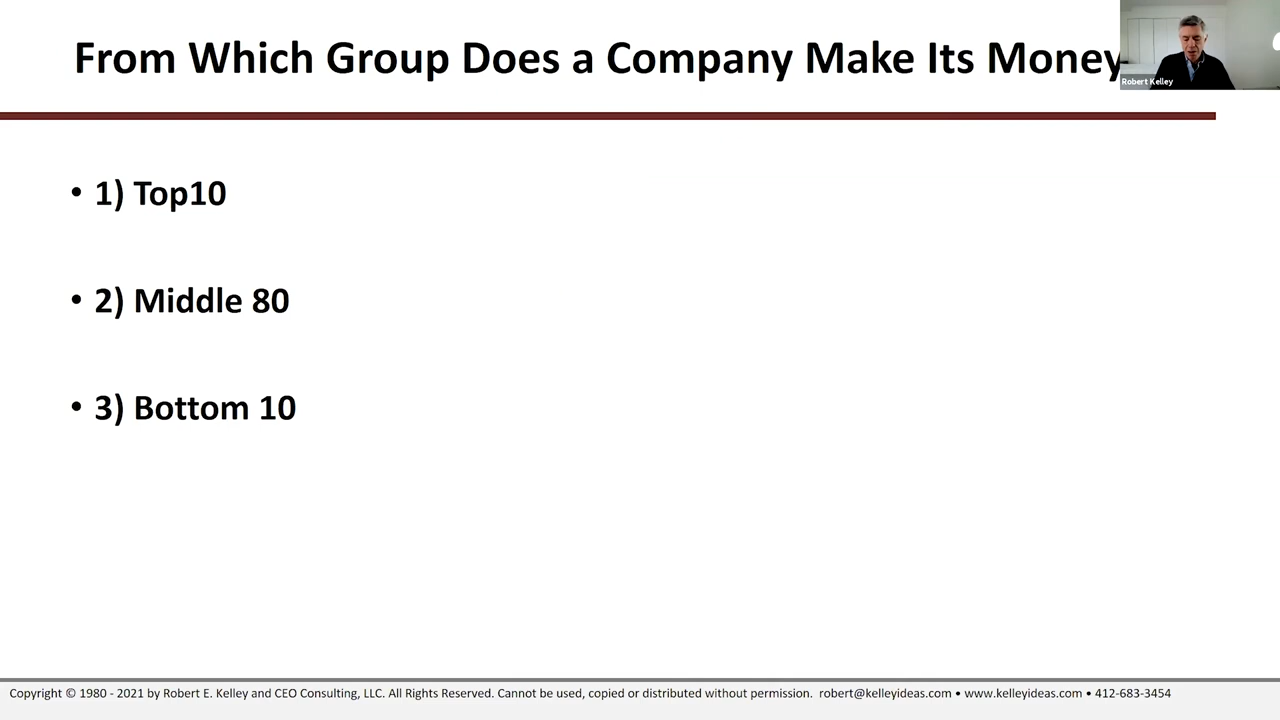 From Which Group Does a Company Make Its Money
Robert Kelley
• 1) Top10
• 2) Middle 80
• 3) Bottom 10
Copyright © 1980 - 2021 by Robert E. Kelley and CEO Consulting, LLC. All Rights Reserved. Cannot be used, copied or distributed without permission. robert@kelleyideas.com • www.kelleyideas.com • 412-683-3454